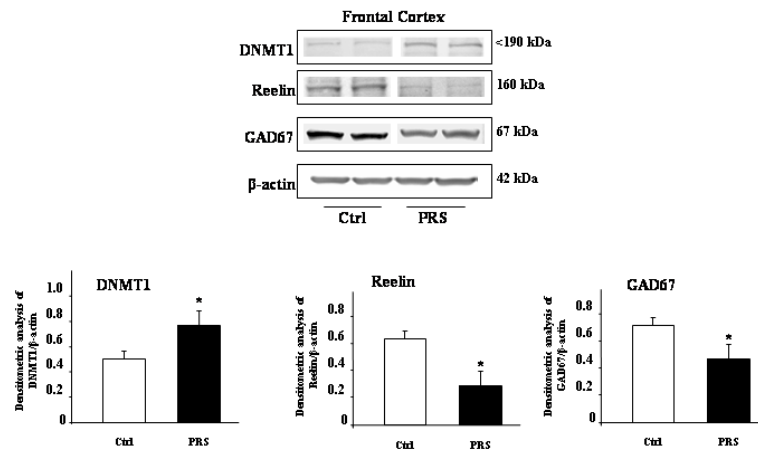 Frontal Cortex
DNMT1
<190 kDa
Reelin
160 kDa
GAD67
67 kDa
β-actin
42 kDa
Ctrl PRS
DNMT1
Densitometric analysis of
DNMT1/β-actin
1.0
0.8
0.6
0.4
0.2
0
*
Ctrl PRS
Reelin
Densitometric analysis of
Reelin/β-actin
0.8
0.6
0.4
0.2
0
*
Ctrl PRS
GAD67
Densitometric analysis of
GAD67/β-actin
0.8
0.6
0.4
0.2
0
*
Ctrl PRS